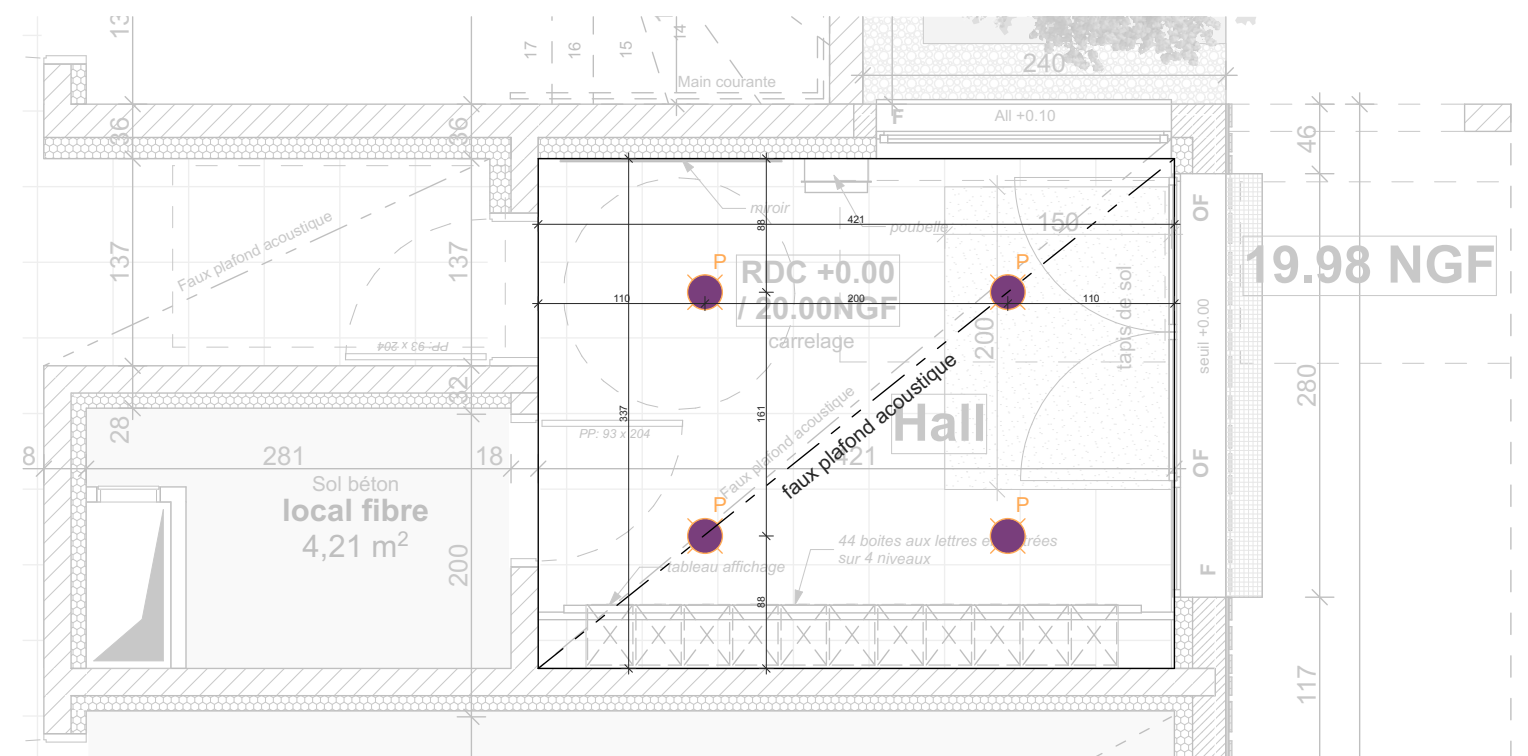 13
17
16
15
14
Main courante
240
F
All +0.10
36
36
46
miroir
88
421
poubelle
150
OF
137
Faux plafond acoustique
137
P
P
RDC +0.00
/ 20.00NGF
carrelage
110
200
110
200
tapis de sol
seuil +0.00
19.98 NGF
PP: 93 x 204
32
28
337
161
PP: 93 x 204
Faux plafond acoustique
faux plafond acoustique
Hall
280
8
281
18
421
OF
Sol béton
local fibre
4,21 m²
P
P
200
44 boites aux lettres
sur 4 niveaux
tableau affichage
F
88
117